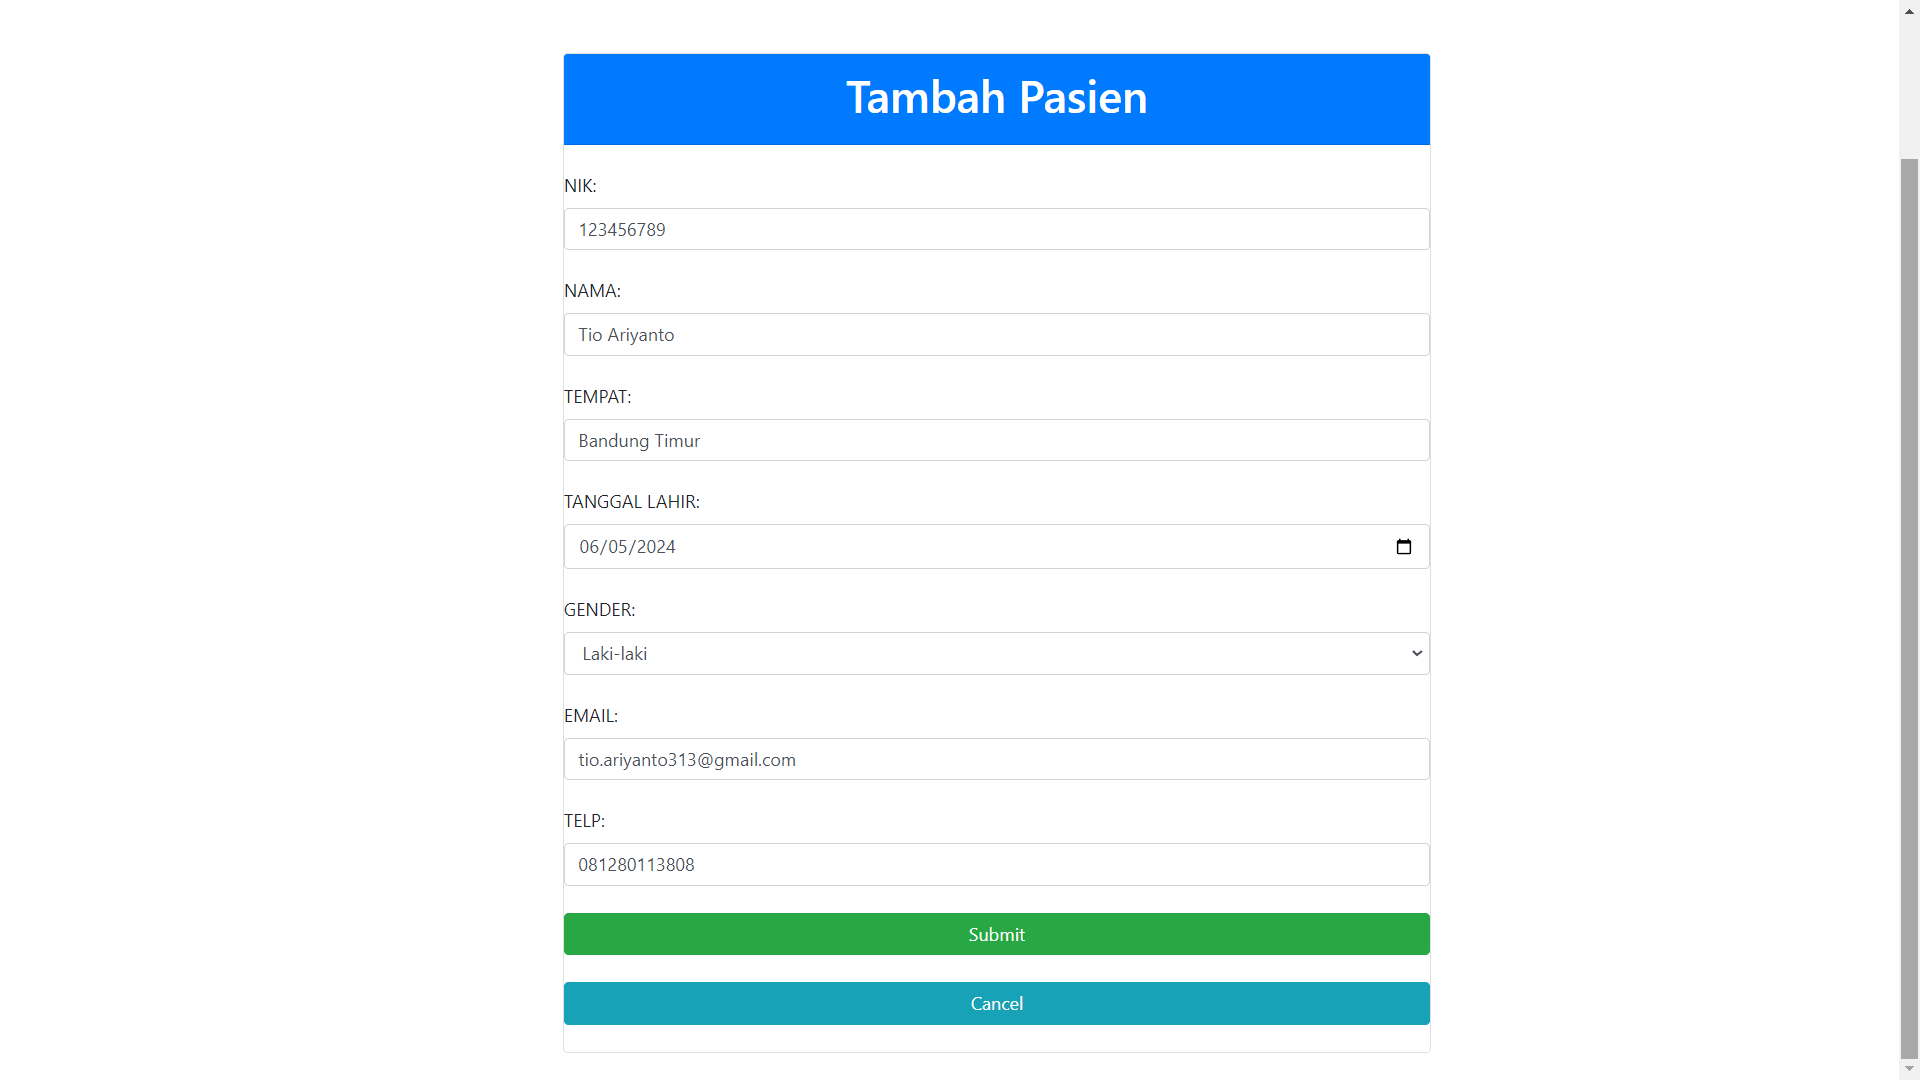 Tambah Pasien
NIK:
123456789
NAMA:
Tio Ariyanto
TEMPAT:
Bandung Timur
TANGGAL LAHIR:
06/05/2024
GENDER:
Laki-laki
EMAIL:
tio.ariyanto313@gmail.com
TELP:
081280113808
Submit
Cancel